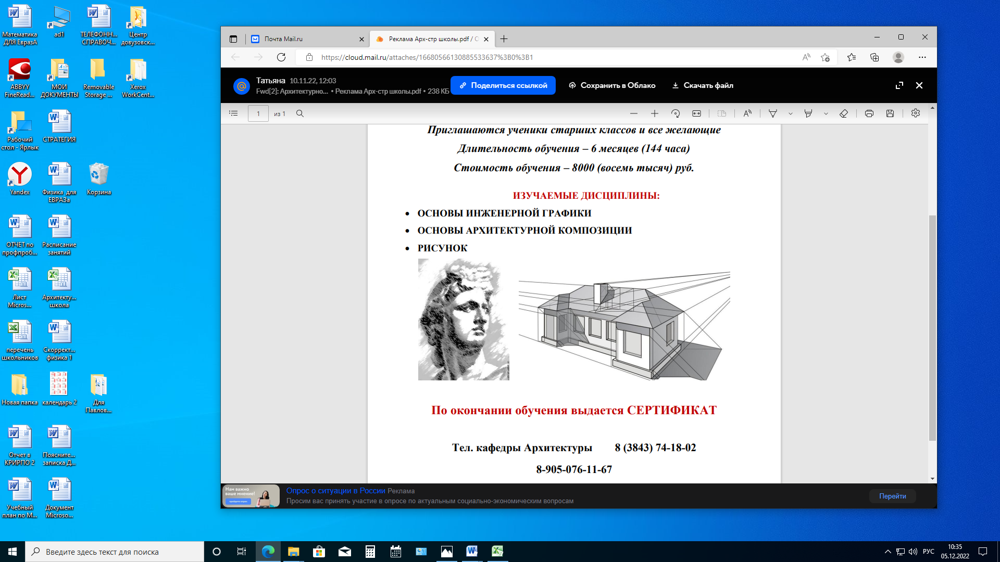 Математика ДЛЯ ЕвразА
ad1
ТЕЛЕФОНН... СПРАВОЧ...
Центр довузовск...
ABBYY FineRead...
МОИ ДОКУМЕНТЫ
Removable Storage ...
Xerox WorkCent...
Рабочий стол - Ярлык
СТРАТЕГИЯ
Yandex
Физика для ЕВРАЗа
Корзина
ОТЧЕТ по профпроб...
Расписание занятий
Лист Micros...
Архитекту... школа
перечень школьников
Скоррект... физика 1
Новая папка
календарь 2
Для Павлов...
Отчет в КРИРПО 2
Поясните... записка Д...
Учебный план по М...
Документ Microso...
Почта Mail.ru
Реклама Арх-стр школы.pdf / О
https://cloud.mail.ru/attaches/16680566130885533637%3B0%3B1
Татьяна 10.11.22, 12:03
Fwd[2]: Архитектурно... • Реклама Арх-стр школы.pdf • 238 КБ
Поделиться ссылкой
Сохранить в Облако
Скачать файл
1 из 1
Приглашаются ученики старших классов и все желающие
Длительность обучения – 6 месяцев (144 часа)
Стоимость обучения – 8000 (восемь тысяч) руб.
ИЗУЧАЕМЫЕ ДИСЦИПЛИНЫ:
• ОСНОВЫ ИНЖЕНЕРНОЙ ГРАФИКИ
• ОСНОВЫ АРХИТЕКТУРНОЙ КОМПОЗИЦИИ
• РИСУНОК
По окончании обучения выдается СЕРТИФИКАТ
Тел. кафедры Архитектуры 8 (3843) 74-18-02
8-905-076-11-67
Нам важно
ваше мнение!
Опрос о ситуации в России Реклама
Просим вас принять участие в опросе по актуальным социально-экономическим вопросам
Перейти
Введите здесь текст для поиска
РУС
10:35
05.12.2022